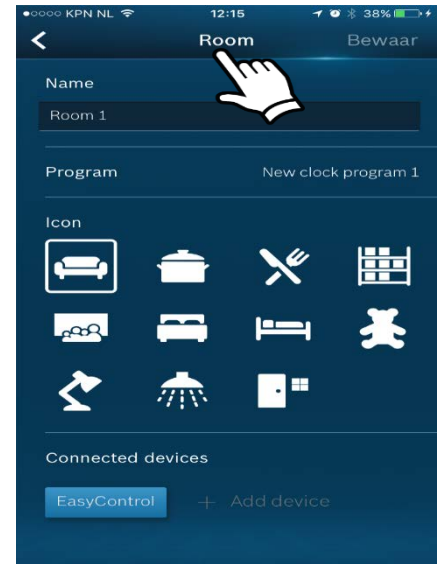 ●○○○○ KPN NL 12:15 38%
Room Bewaar
Name
Room 1
Program New clock program 1
Icon
Connected devices
EasyControl + Add device